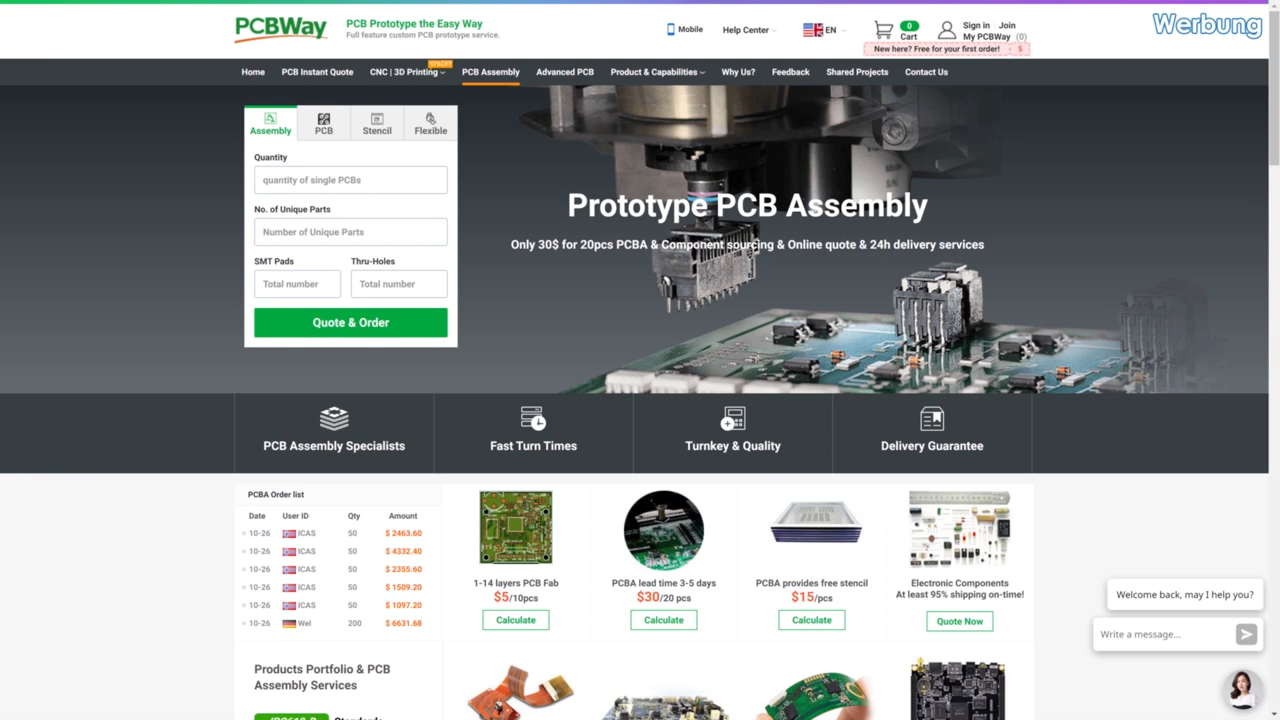 PCBWay
PCB Prototype the Easy Way
Full feature custom PCB prototype service.
Mobile
Help Center
EN
0
Cart
Sign in Join
My PCBWay (0)
New here? Free for your first order! $
Werbung
Home
PCB Instant Quote
CNC | 3D Printing
PCB Assembly
Advanced PCB
Product & Capabilities
Why Us?
Feedback
Shared Projects
Contact Us
Assembly
PCB
Stencil
Flexible
Quantity
quantity of single PCBs
No. of Unique Parts
Number of Unique Parts
SMT Pads
Thru-Holes
Total number
Total number
Quote & Order
Prototype PCB Assembly
Only 30$ for 20pcs PCBA & Component sourcing & Online quote & 24h delivery services
PCB Assembly Specialists
Fast Turn Times
Turnkey & Quality
Delivery Guarantee
PCBA Order list
Date User ID Qty Amount
10-26 ICAS 50 $ 2463.60
10-26 ICAS 50 $ 4332.40
10-26 ICAS 50 $ 2355.60
10-26 ICAS 50 $ 1509.20
10-26 ICAS 50 $ 1097.20
10-26 Wel 200 $ 6631.68
1-14 layers PCB Fab
$5/10pcs
Calculate
PCBA lead time 3-5 days
$30/20 pcs
Calculate
PCBA provides free stencil
$15/pcs
Calculate
Electronic Components
At least 95% shipping on-time!
Quote Now
Products Portfolio & PCB
Assembly Services
Welcome back, may I help you?
Write a message...